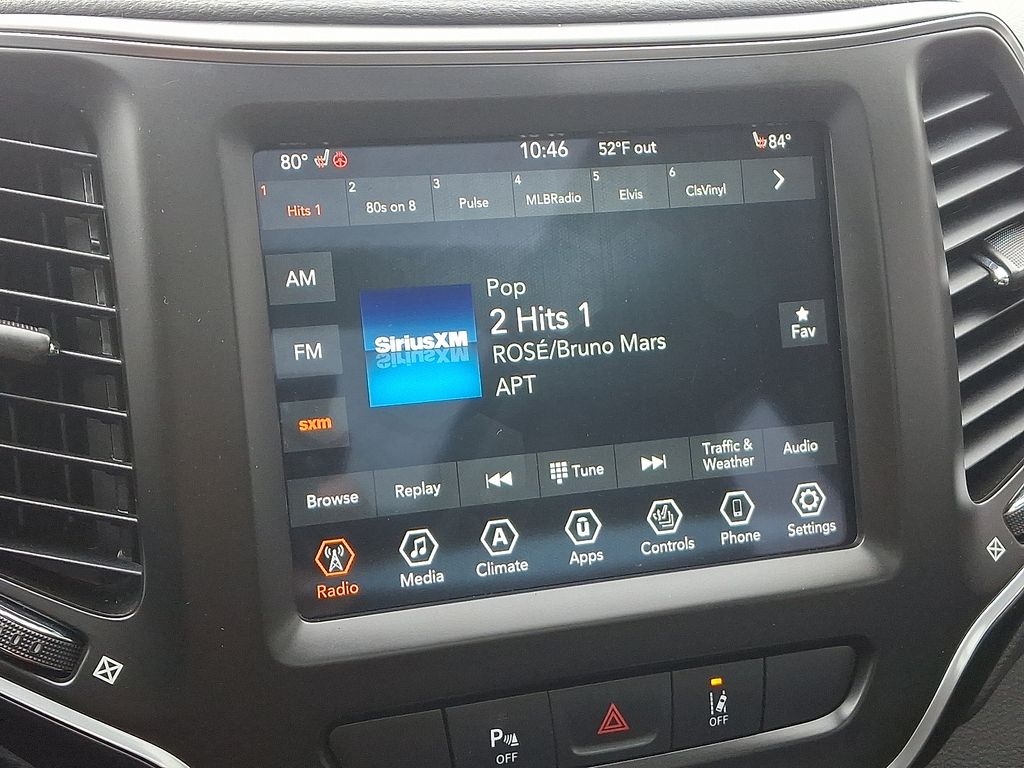 80° 10:46 52°F out 84°
1 Hits 1
2 80s on 8
3 Pulse
4 MLBRadio
5 Elvis
6 ClsVinyl
AM
FM
sxm
SiriusXM
Pop
2 Hits 1
ROSÉ/Bruno Mars
APT
Fav
Browse
Replay
Tune
Traffic &
Weather
Audio
Radio
Media
A
Climate
Apps
Controls
Phone
Settings
P
OFF
OFF